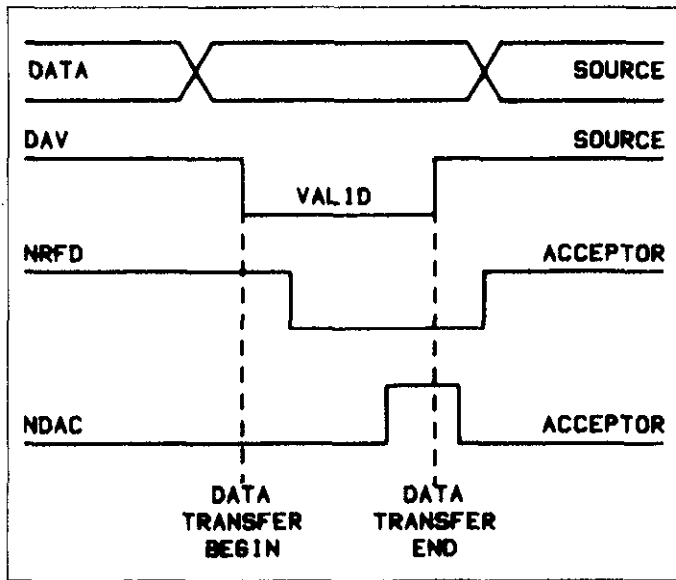 DATA SOURCE
DAV SOURCE
VALID
NRFD ACCEPTOR
NDAC ACCEPTOR
DATA DATA
TRANSFER TRANSFER
BEGIN END